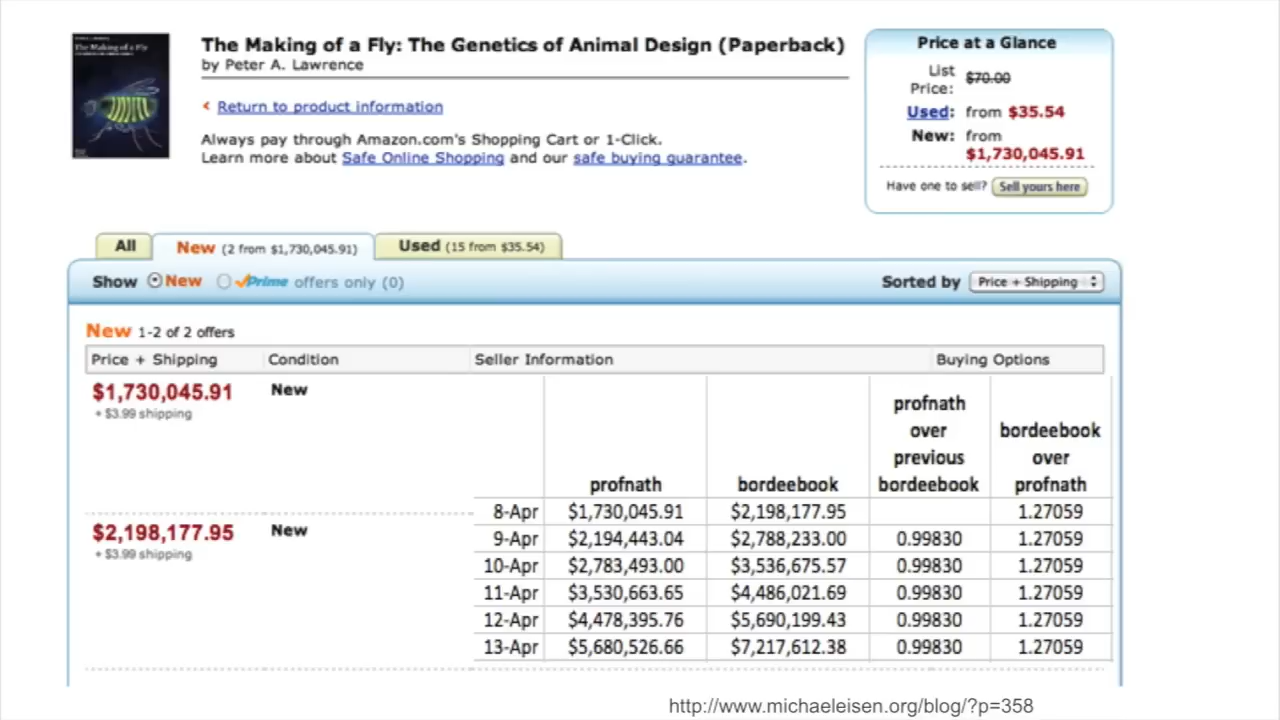 The Making of a Fly: The Genetics of Animal Design (Paperback)
by Peter A. Lawrence
Return to product information
Always pay through Amazon.com's Shopping Cart or 1-Click.
Learn more about Safe Online Shopping and our safe buying guarantee.
The Making of a Fly
Price at a Glance
List Price: $70.00
Used: from $35.54
New: from $1,730,045.91
Have one to sell? Sell yours here
All New (2 from $1,730,045.91) Used (15 from $35.54)
Show New Prime offers only (0) Sorted by Price + Shipping
New 1-2 of 2 offers
Price + Shipping Condition Seller Information Buying Options
$1,730,045.91 New
+ $3.99 shipping
$2,198,177.95 New
+ $3.99 shipping
profnath bordeebook profnath over previous bordeebook bordeebook over profnath
8-Apr $1,730,045.91 $2,198,177.95 1.27059
9-Apr $2,194,443.04 $2,788,233.00 0.99830 1.27059
10-Apr $2,783,493.00 $3,536,675.57 0.99830 1.27059
11-Apr $3,530,663.65 $4,486,021.69 0.99830 1.27059
12-Apr $4,478,395.76 $5,690,199.43 0.99830 1.27059
13-Apr $5,680,526.66 $7,217,612.38 0.99830 1.27059
http://www.michaeleisen.org/blog/?p=358